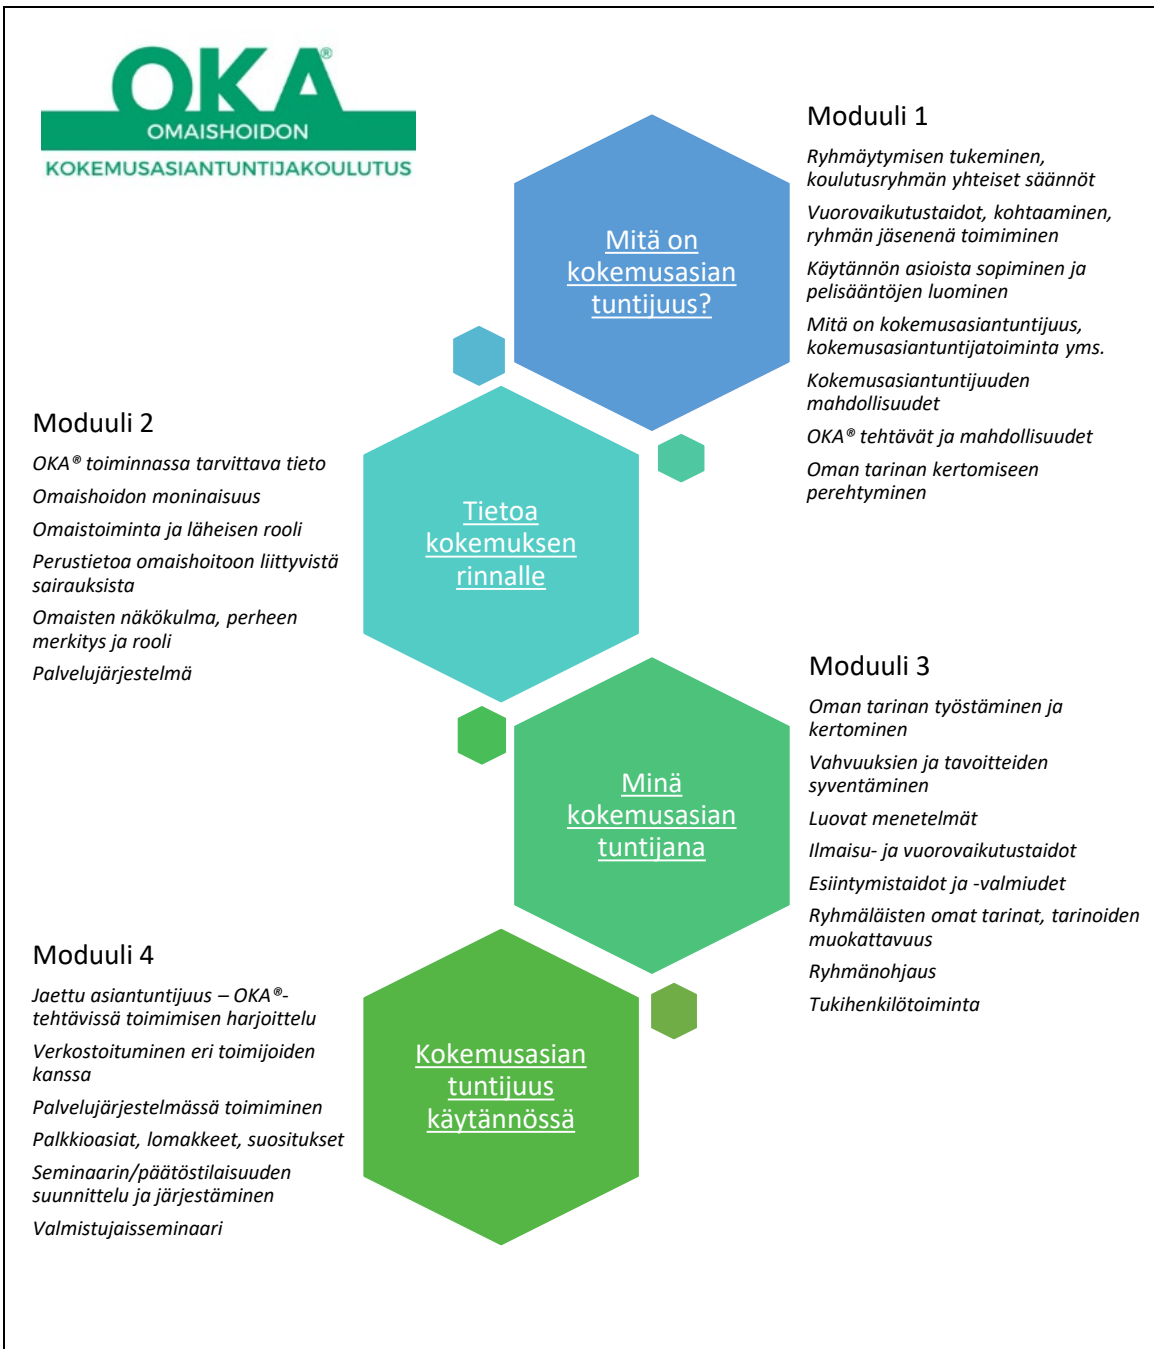 OKA®
OMAISHOIDON
KOKEMUSASIANTUNTIJAKOULUTUS
Mitä on
kokemusasian
tuntijuus?
Moduuli 1
Ryhmäytymisen tukeminen,
koulutusryhmän yhteiset säännöt
Vuorovaikutustaidot, kohtaaminen,
ryhmän jäsenenä toimiminen
Käytännön asioista sopiminen ja
pelisääntöjen luominen
Mitä on kokemusasiantuntijuus,
kokemusasiantuntijatoiminta yms.
Kokemusasiantuntijuuden
mahdollisuudet
OKA® tehtävät ja mahdollisuudet
Oman tarinan kertomiseen
perehtyminen
Moduuli 2
OKA® toiminnassa tarvittava tieto
Omaishoidon moninaisuus
Omaistoiminta ja läheisen rooli
Perustietoa omaishoitoon liittyvistä
sairauksista
Omaisten näkökulma, perheen
merkitys ja rooli
Palvelujärjestelmä
Tietoa
kokemuksen
rinnalle
Minä
kokemusasian
tuntijana
Moduuli 3
Oman tarinan työstäminen ja
kertominen
Vahvuuksien ja tavoitteiden
syventäminen
Luovat menetelmät
Ilmaisu- ja vuorovaikutustaidot
Esiintymistaidot ja -valmiudet
Ryhmäläisten omat tarinat, tarinoiden
muokattavuus
Ryhmänohjaus
Tukihenkilötoiminta
Moduuli 4
Jaettu asiantuntijuus – OKA®-
tehtävissä toimimisen harjoittelu
Verkostoituminen eri toimijoiden
kanssa
Palvelujärjestelmässä toimiminen
Palkkioasiat, lomakkeet, suositukset
Seminaarin/päätöstilaisuuden
suunnittelu ja järjestäminen
Valmistujaisseminaari
Kokemusasian
tuntijuus
käytännössä